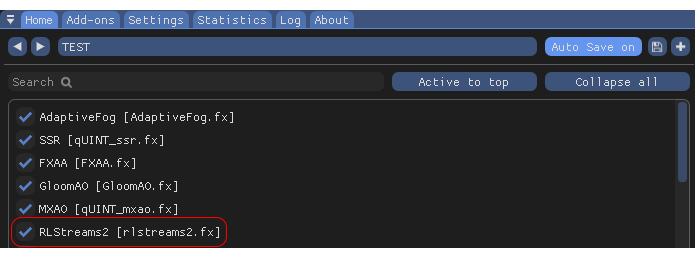 Home Add-ons Settings Statistics Log About
TEST Auto Save on
Search Active to top Collapse all
AdaptiveFog [AdaptiveFog.fx]
SSR [qUINT_ssr.fx]
FXAA [FXAA.fx]
GloomAO [GloomAO.fx]
MXAO [qUINT_mxao.fx]
RLStreams2 [rlstreams2.fx]